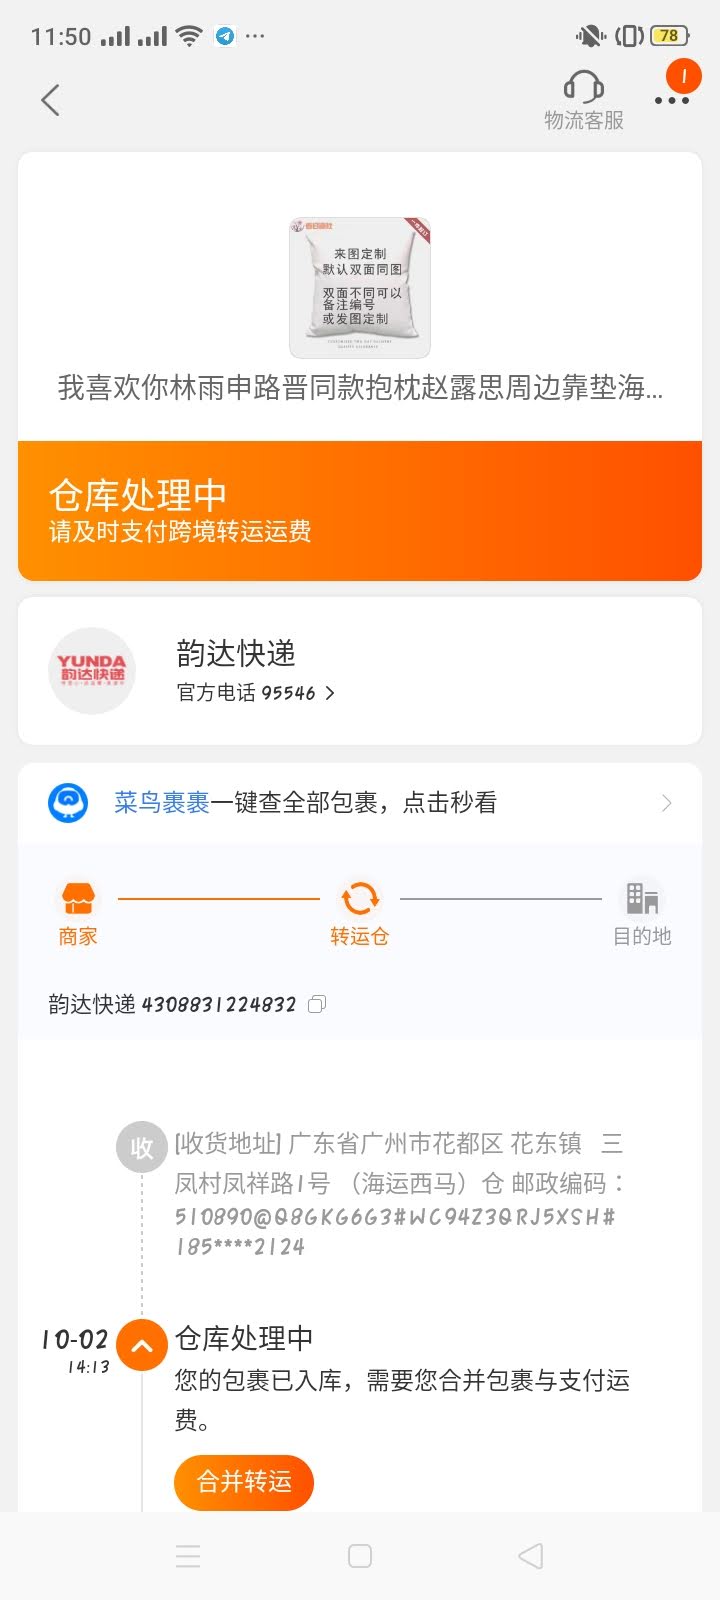 11:50
78
1
物流客服
来图定制
默认双面同图
双面不同可以
备注编号
或发图定制
我喜欢你林雨申路晋同款抱枕赵露思周边靠垫海...
仓库处理中
请及时支付跨境转运运费
YUNDA
韵达快递
韵达快递
官方电话 95546
菜鸟裹裹一键查全部包裹，点击秒看
商家
转运仓
目的地
韵达快递 4308831224832
收
[收货地址] 广东省广州市花都区 花东镇 三
凤村凤祥路1号 （海运西马）仓 邮政编码：
510890@Q8GKG6G3#WC94Z3QRJ5XSH#
185****2124
10-02
14:13
仓库处理中
您的包裹已入库，需要您合并包裹与支付运
费。
合并转运